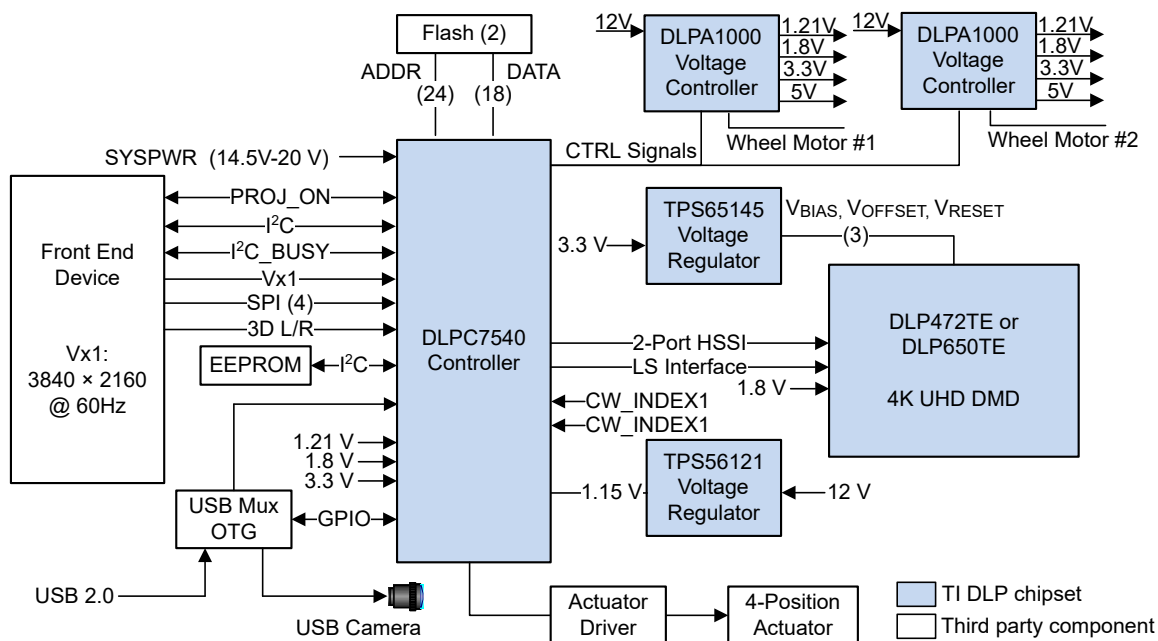 Flash (2)
ADDR
DATA
(24)
(18)
12V
DLPA1000
Voltage
Controller
1.21V
1.8V
3.3V
5V
Wheel Motor #1
12V
DLPA1000
Voltage
Controller
1.21V
1.8V
3.3V
5V
Wheel Motor #2
CTRL Signals
SYSPWR (14.5V-20 V)
Front End
Device
Vx1:
3840 × 2160
@ 60Hz
PROJ_ON
I²C
I²C_BUSY
Vx1
SPI (4)
3D L/R
EEPROM
I²C
DLPC7540
Controller
TPS65145
Voltage
Regulator
3.3 V
VBIAS, VOFFSET, VRESET
(3)
2-Port HSSI
LS Interface
1.8 V
DLP472TE or
DLP650TE
4K UHD DMD
CW_INDEX1
CW_INDEX1
1.21 V
1.8 V
3.3 V
TPS56121
Voltage
Regulator
1.15 V
12 V
USB Mux
OTG
GPIO
USB 2.0
USB Camera
Actuator
Driver
4-Position
Actuator
TI DLP chipset
Third party component